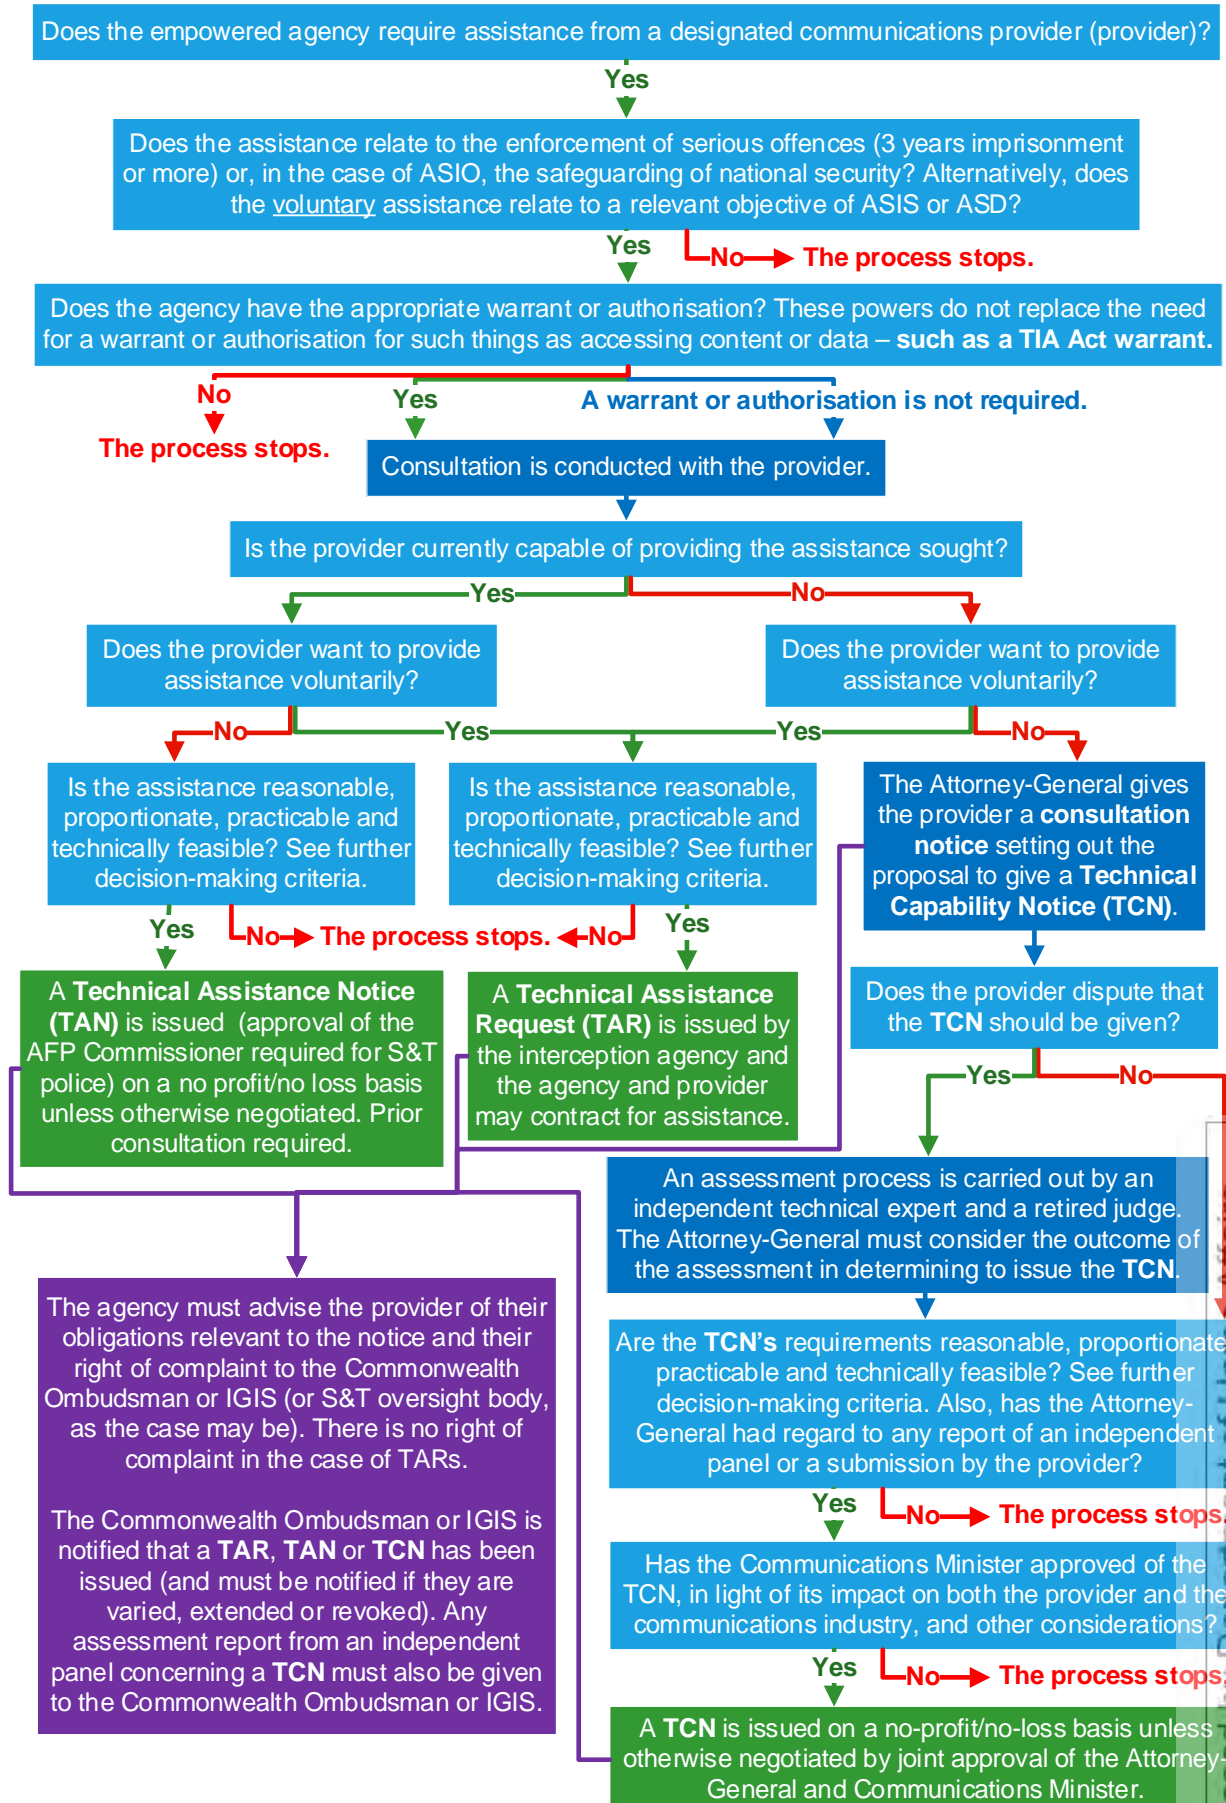 Does the empowered agency require assistance from a designated communications provider (provider)?
Yes
Does the assistance relate to the enforcement of serious offences (3 years imprisonment
or more) or, in the case of ASIO, the safeguarding of national security? Alternatively, does
the voluntary assistance relate to a relevant objective of ASIS or ASD?
Yes
No
The process stops.
Does the agency have the appropriate warrant or authorisation? These powers do not replace the need
for a warrant or authorisation for such things as accessing content or data – such as a TIA Act warrant.
No
Yes
A warrant or authorisation is not required.
The process stops.
Consultation is conducted with the provider.
Is the provider currently capable of providing the assistance sought?
Yes
No
Does the provider want to provide
assistance voluntarily?
Does the provider want to provide
assistance voluntarily?
No
Yes
Yes
No
Is the assistance reasonable,
proportionate, practicable and
technically feasible? See further
decision-making criteria.
Is the assistance reasonable,
proportionate, practicable and
technically feasible? See further
decision-making criteria.
The Attorney-General gives
the provider a consultation
notice setting out the
proposal to give a Technical
Capability Notice (TCN).
Yes
No
The process stops.
No
Yes
A Technical Assistance Notice
(TAN) is issued (approval of the
AFP Commissioner required for S&T
police) on a no profit/no loss basis
unless otherwise negotiated. Prior
consultation required.
A Technical Assistance
Request (TAR) is issued by
the interception agency and
the agency and provider
may contract for assistance.
Does the provider dispute that
the TCN should be given?
Yes
No
An assessment process is carried out by an
independent technical expert and a retired judge.
The Attorney-General must consider the outcome of
the assessment in determining to issue the TCN.
The agency must advise the provider of their
obligations relevant to the notice and their
right of complaint to the Commonwealth
Ombudsman or IGIS (or S&T oversight body,
as the case may be). There is no right of
complaint in the case of TARs.
The Commonwealth Ombudsman or IGIS is
notified that a TAR, TAN or TCN has been
issued (and must be notified if they are
varied, extended or revoked). Any
assessment report from an independent
panel concerning a TCN must also be given
to the Commonwealth Ombudsman or IGIS.
Are the TCN's requirements reasonable, proportionate,
practicable and technically feasible? See further
decision-making criteria. Also, has the Attorney-
General had regard to any report of an independent
panel or a submission by the provider?
Yes
No
The process stops.
Has the Communications Minister approved of the
TCN, in light of its impact on both the provider and the
communications industry, and other considerations?
Yes
No
The process stops.
A TCN is issued on a no-profit/no-loss basis unless
otherwise negotiated by joint approval of the Attorney-
General and Communications Minister.